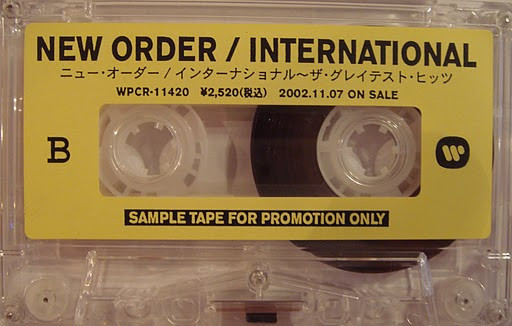 NEW ORDER / INTERNATIONAL
ニュー・オーダー / インターナショナル～ザ・グレイテスト・ヒッツ
WPCR-11420 ¥2,520(税込) 2002.11.07 ON SALE
B
SAMPLE TAPE FOR PROMOTION ONLY